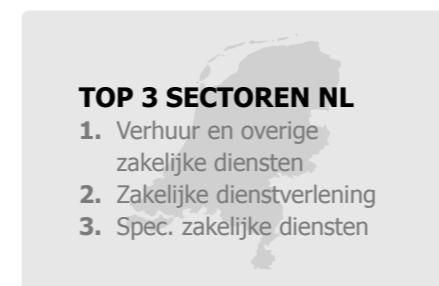 TOP 3 SECTOREN NL
1. Verhuur en overige
zakelijke diensten
2. Zakelijke dienstverlening
3. Spec. zakelijke diensten